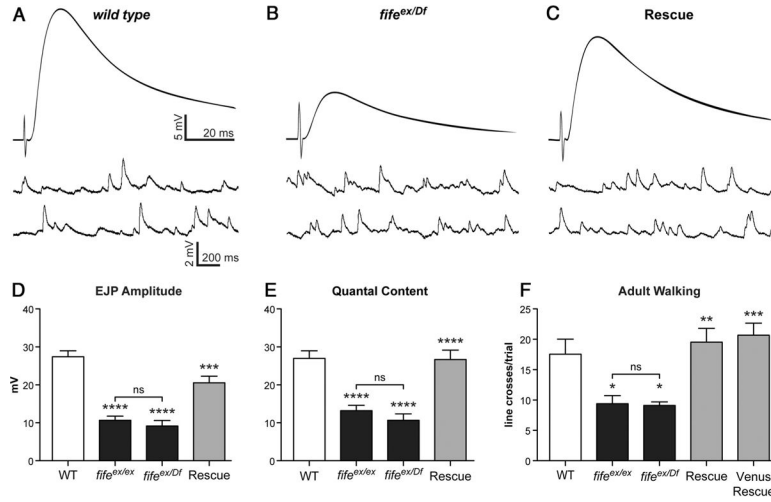 A wild type
B fife^ex/Df
C Rescue
5 mV
20 ms
2 mV
200 ms
D EJP Amplitude
mV
40
30
20
10
0
ns
****
****
***
WT
fife^ex/ex
fife^ex/Df
Rescue
E Quantal Content
40
30
20
10
0
ns
****
****
****
WT
fife^ex/ex
fife^ex/Df
Rescue
F Adult Walking
line crosses/trial
25
20
15
10
5
0
ns
*
*
**
***
WT
fife^ex/ex
fife^ex/Df
Rescue
Venus
Rescue